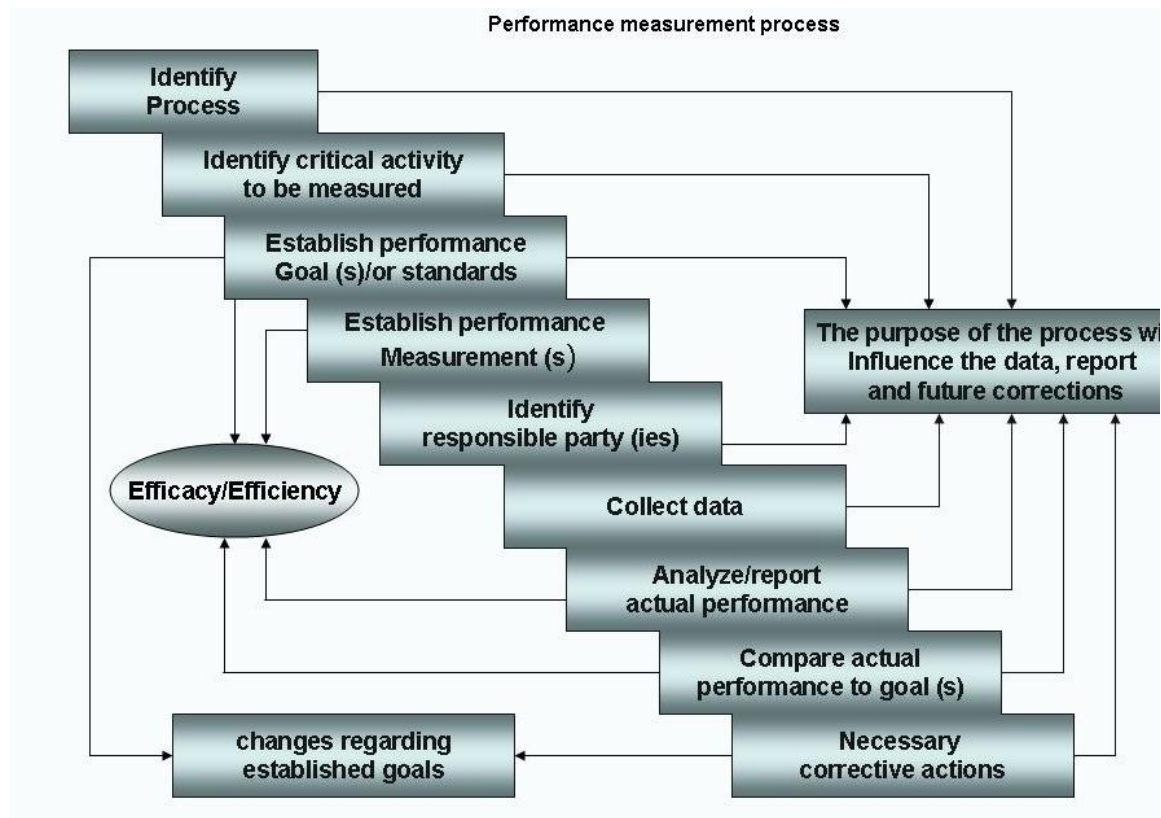 Performance measurement process
Identify
Process
Identify critical activity
to be measured
Establish performance
Goal (s)/or standards
Establish performance
Measurement (s)
Identify
responsible party (ies)
Collect data
Analyze/report
actual performance
Compare actual
performance to goal (s)
Necessary
corrective actions
The purpose of the process wi
Influence the data, report
and future corrections
Efficacy/Efficiency
changes regarding
established goals